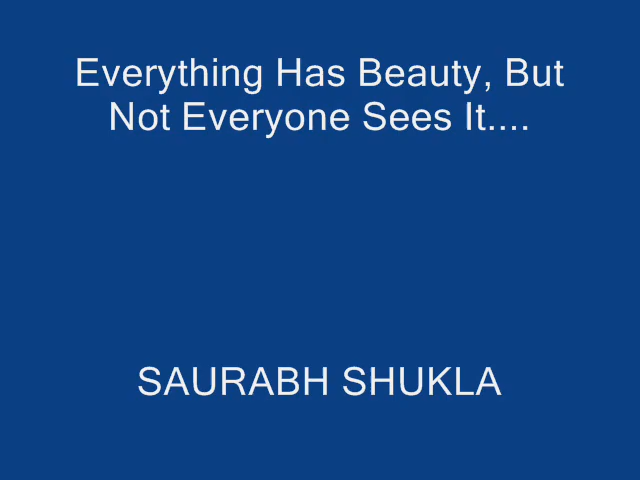 Everything Has Beauty, But
Not Everyone Sees It....
SAURABH SHUKLA